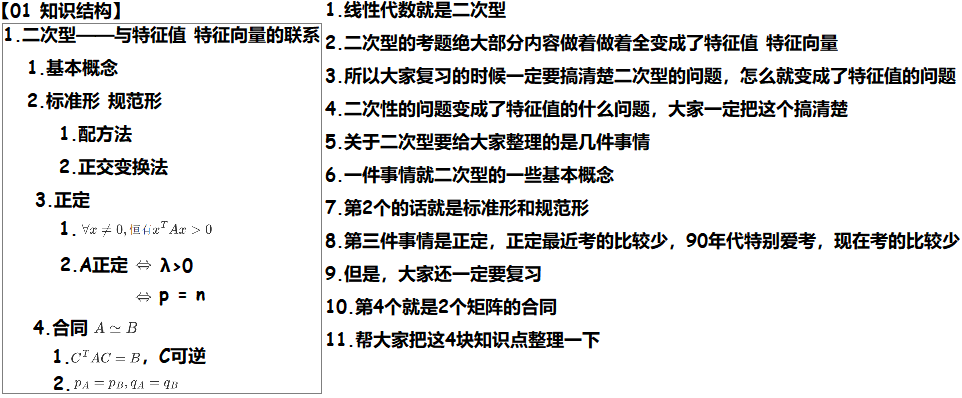 【01 知识结构】
1.二次型——与特征值 特征向量的联系
1.基本概念
2.标准形 规范形
1.配方法
2.正交变换法
3.正定
1. ∀x ≠ 0, 恒有x^T Ax > 0
2.A正定 ⇔ λ>0
⇔ p = n
4.合同 A ≃ B
1.C^T AC = B，C可逆
2. p_A = p_B, q_A = q_B
1.线性代数就是二次型
2.二次型的考题绝大部分内容做着做着全变成了特征值 特征向量
3.所以大家复习的时候一定要搞清楚二次型的问题，怎么就变成了特征值的问题
4.二次性的问题变成了特征值的什么问题，大家一定把这个搞清楚
5.关于二次型要给大家整理的是几件事情
6.一件事情就二次型的一些基本概念
7.第2个的话就是标准形和规范形
8.第三件事情是正定，正定最近考的比较少，90年代特别爱考，现在考的比较少
9.但是，大家还一定要复习
10.第4个就是2个矩阵的合同
11.帮大家把这4块知识点整理一下